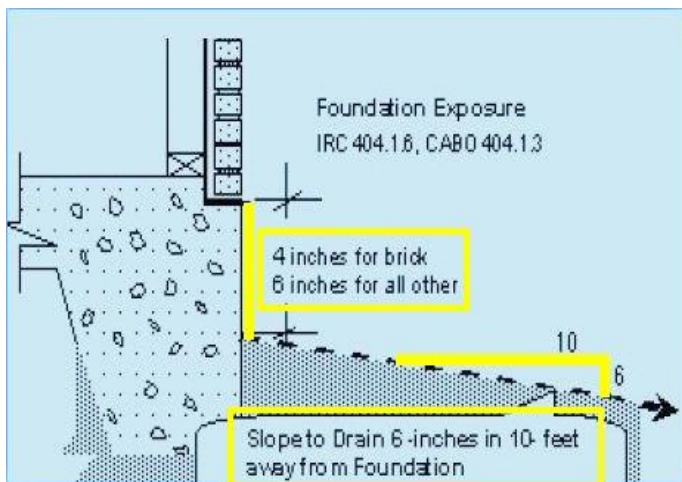 Foundation Exposure
IRC 404.1.6, CABO 404.1.3
4 inches for brick
6 inches for all other
10
6
Slope to Drain 6-inches in 10- feet
away from Foundation